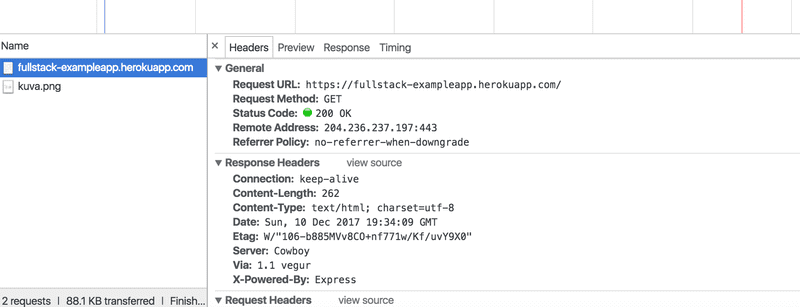 Name
fullstack-exampleapp.herokuapp.com
kuva.png
2 requests | 88.1 KB transferred | Finish...
× Headers Preview Response Timing
▼ General
Request URL: https://fullstack-exampleapp.herokuapp.com/
Request Method: GET
Status Code: 200 OK
Remote Address: 204.236.237.197:443
Referrer Policy: no-referrer-when-downgrade
▼ Response Headers view source
Connection: keep-alive
Content-Length: 262
Content-Type: text/html; charset=utf-8
Date: Sun, 10 Dec 2017 19:34:09 GMT
Etag: W/"106-b885MVv8CO+nf771w/Kf/uvY9X0"
Server: Cowboy
Via: 1.1 vegur
X-Powered-By: Express
▼ Request Headers view source